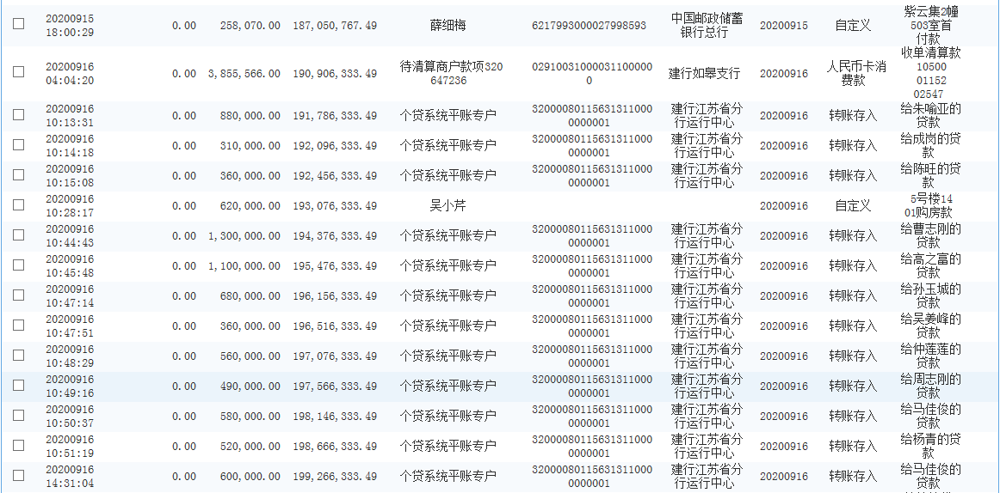 20200915 18:00:29 0.00 258,070.00 187,050,767.49 薛细梅 6217993000027998593 中国邮政储蓄银行总行 20200915 自定义 紫云集2幢503室首付款
20200916 04:04:20 0.00 3,855,566.00 190,906,333.49 待清算商户款项320647236 02910031000031100000 0 建行如皋支行 人民币卡消费款 收单清算款 10500 01152 02547
20200916 10:13:31 0.00 880,000.00 191,786,333.49 个贷系统平账专户 32000080115631311000 0000001 建行江苏省分行运行中心 20200916 转账存入 给朱喻亚的贷款
20200916 10:14:18 0.00 310,000.00 192,096,333.49 个贷系统平账专户 32000080115631311000 0000001 建行江苏省分行运行中心 20200916 转账存入 给成岗的贷款
20200916 10:15:08 0.00 360,000.00 192,456,333.49 个贷系统平账专户 32000080115631311000 0000001 建行江苏省分行运行中心 20200916 转账存入 给陈旺的贷款
20200916 10:28:17 0.00 620,000.00 193,076,333.49 吴小芹 20200916 自定义 5号楼1401购房款
20200916 10:44:43 0.00 1,300,000.00 194,376,333.49 个贷系统平账专户 32000080115631311000 0000001 建行江苏省分行运行中心 20200916 转账存入 给曹志刚的贷款
20200916 10:45:48 0.00 1,100,000.00 195,476,333.49 个贷系统平账专户 32000080115631311000 0000001 建行江苏省分行运行中心 20200916 转账存入 给高之富的贷款
20200916 10:47:14 0.00 680,000.00 196,156,333.49 个贷系统平账专户 32000080115631311000 0000001 建行江苏省分行运行中心 20200916 转账存入 给孙玉城的贷款
20200916 10:47:51 0.00 360,000.00 196,516,333.49 个贷系统平账专户 32000080115631311000 0000001 建行江苏省分行运行中心 20200916 转账存入 给吴姜峰的贷款
20200916 10:48:29 0.00 560,000.00 197,076,333.49 个贷系统平账专户 32000080115631311000 0000001 建行江苏省分行运行中心 20200916 转账存入 给仲莲莲的贷款
20200916 10:49:16 0.00 490,000.00 197,566,333.49 个贷系统平账专户 32000080115631311000 0000001 建行江苏省分行运行中心 20200916 转账存入 给周志刚的贷款
20200916 10:50:37 0.00 580,000.00 198,146,333.49 个贷系统平账专户 32000080115631311000 0000001 建行江苏省分行运行中心 20200916 转账存入 给马佳俊的贷款
20200916 10:51:19 0.00 520,000.00 198,666,333.49 个贷系统平账专户 32000080115631311000 0000001 建行江苏省分行运行中心 20200916 转账存入 给杨青的贷款
20200916 14:31:04 0.00 600,000.00 199,266,333.49 个贷系统平账专户 32000080115631311000 0000001 建行江苏省分行运行中心 20200916 转账存入 给马佳俊的贷款